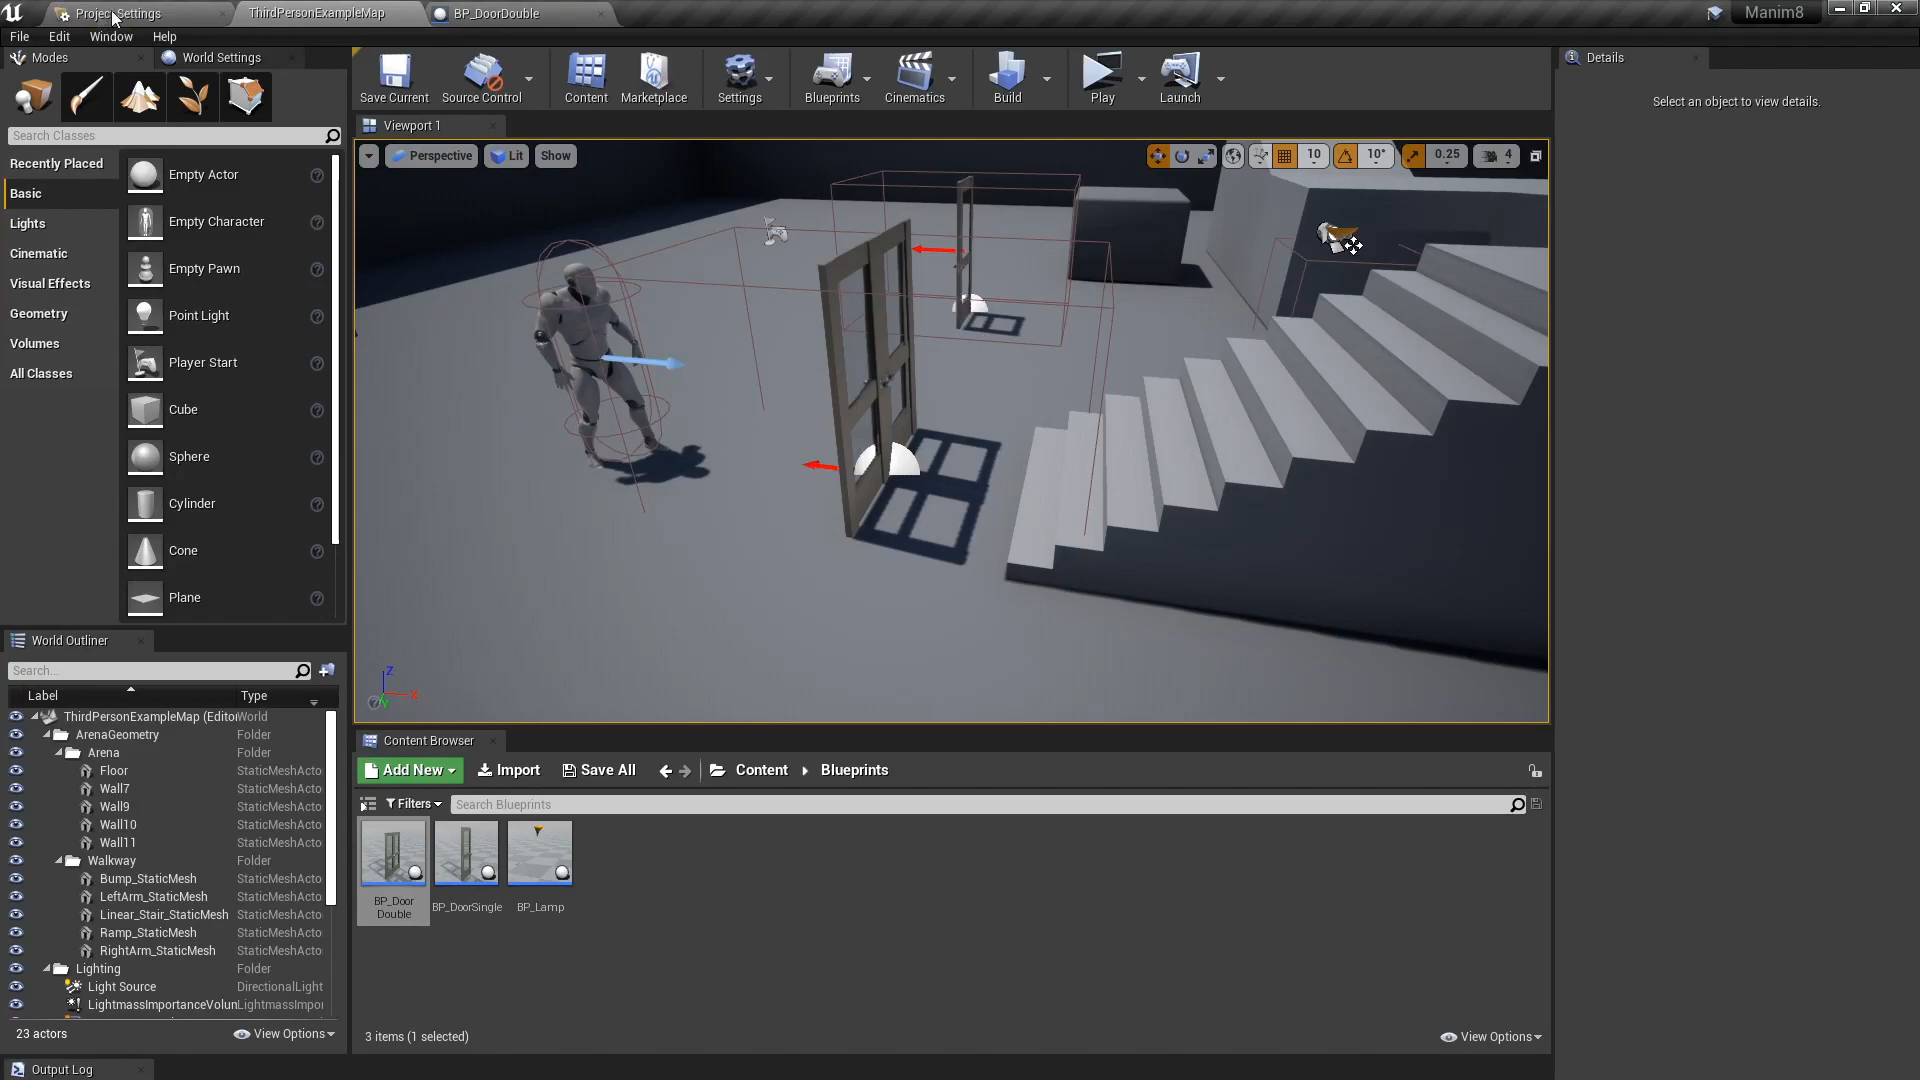 Project Settings
ThirdPersonExampleMap
BP_DoorDouble
Manim8
File Edit Window Help
Modes
World Settings
Save Current
Source Control
Content
Marketplace
Settings
Blueprints
Cinematics
Build
Play
Launch
Details
Select an object to view details.
Search Classes
Recently Placed
Basic
Lights
Cinematic
Visual Effects
Geometry
Volumes
All Classes
Empty Actor
Empty Character
Empty Pawn
Point Light
Player Start
Cube
Sphere
Cylinder
Cone
Plane
Viewport 1
Perspective
Lit
Show
10
10°
0.25
4
Z
X
Y
World Outliner
Search...
Label
Type
ThirdPersonExampleMap (Editor World
ArenaGeometry Folder
Arena Folder
Floor StaticMeshActo
Wall7 StaticMeshActo
Wall9 StaticMeshActo
Wall10 StaticMeshActo
Wall11 StaticMeshActo
Walkway Folder
Bump_StaticMesh StaticMeshActo
LeftArm_StaticMesh StaticMeshActo
Linear_Stair_StaticMesh StaticMeshActo
Ramp_StaticMesh StaticMeshActo
RightArm_StaticMesh StaticMeshActo
Lighting Folder
Light Source DirectionalLight
LightmassImportanceVolun LightmassImpor
23 actors
View Options
Output Log
Content Browser
Add New
Import
Save All
Content
Blueprints
Filters
Search Blueprints
BP_Door
Double
BP_DoorSingle
BP_Lamp
3 items (1 selected)
View Options